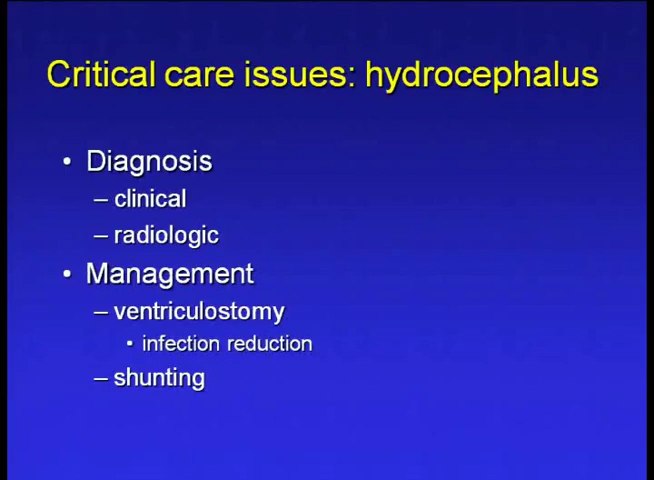 Critical care issues: hydrocephalus
• Diagnosis
– clinical
– radiologic
• Management
– ventriculostomy
• infection reduction
– shunting